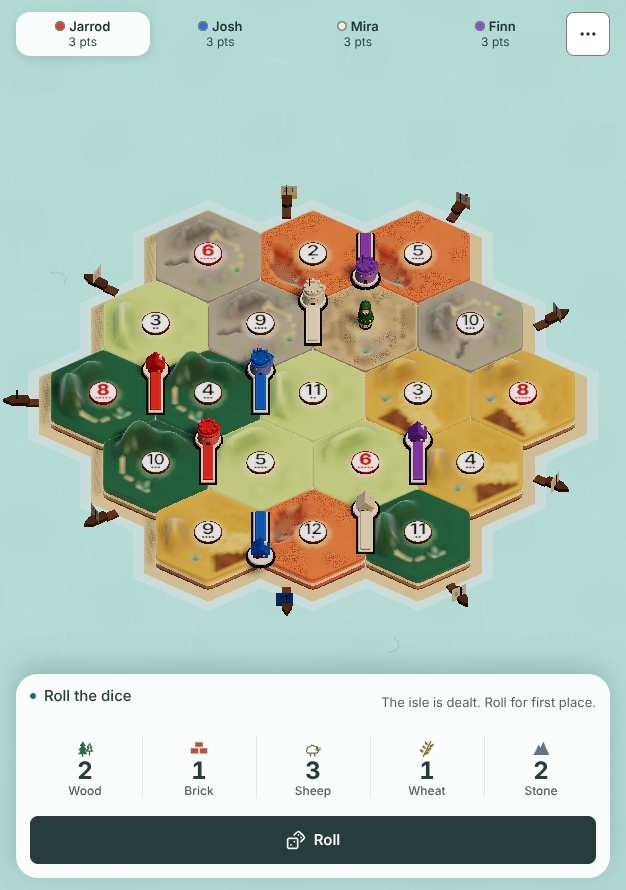 Jarrod
3 pts
Josh
3 pts
Mira
3 pts
Finn
3 pts
6
2
5
3
9
10
8
4
11
3
8
10
5
6
4
9
12
11
Roll the dice
The isle is dealt. Roll for first place.
2
Wood
1
Brick
3
Sheep
1
Wheat
2
Stone
Roll